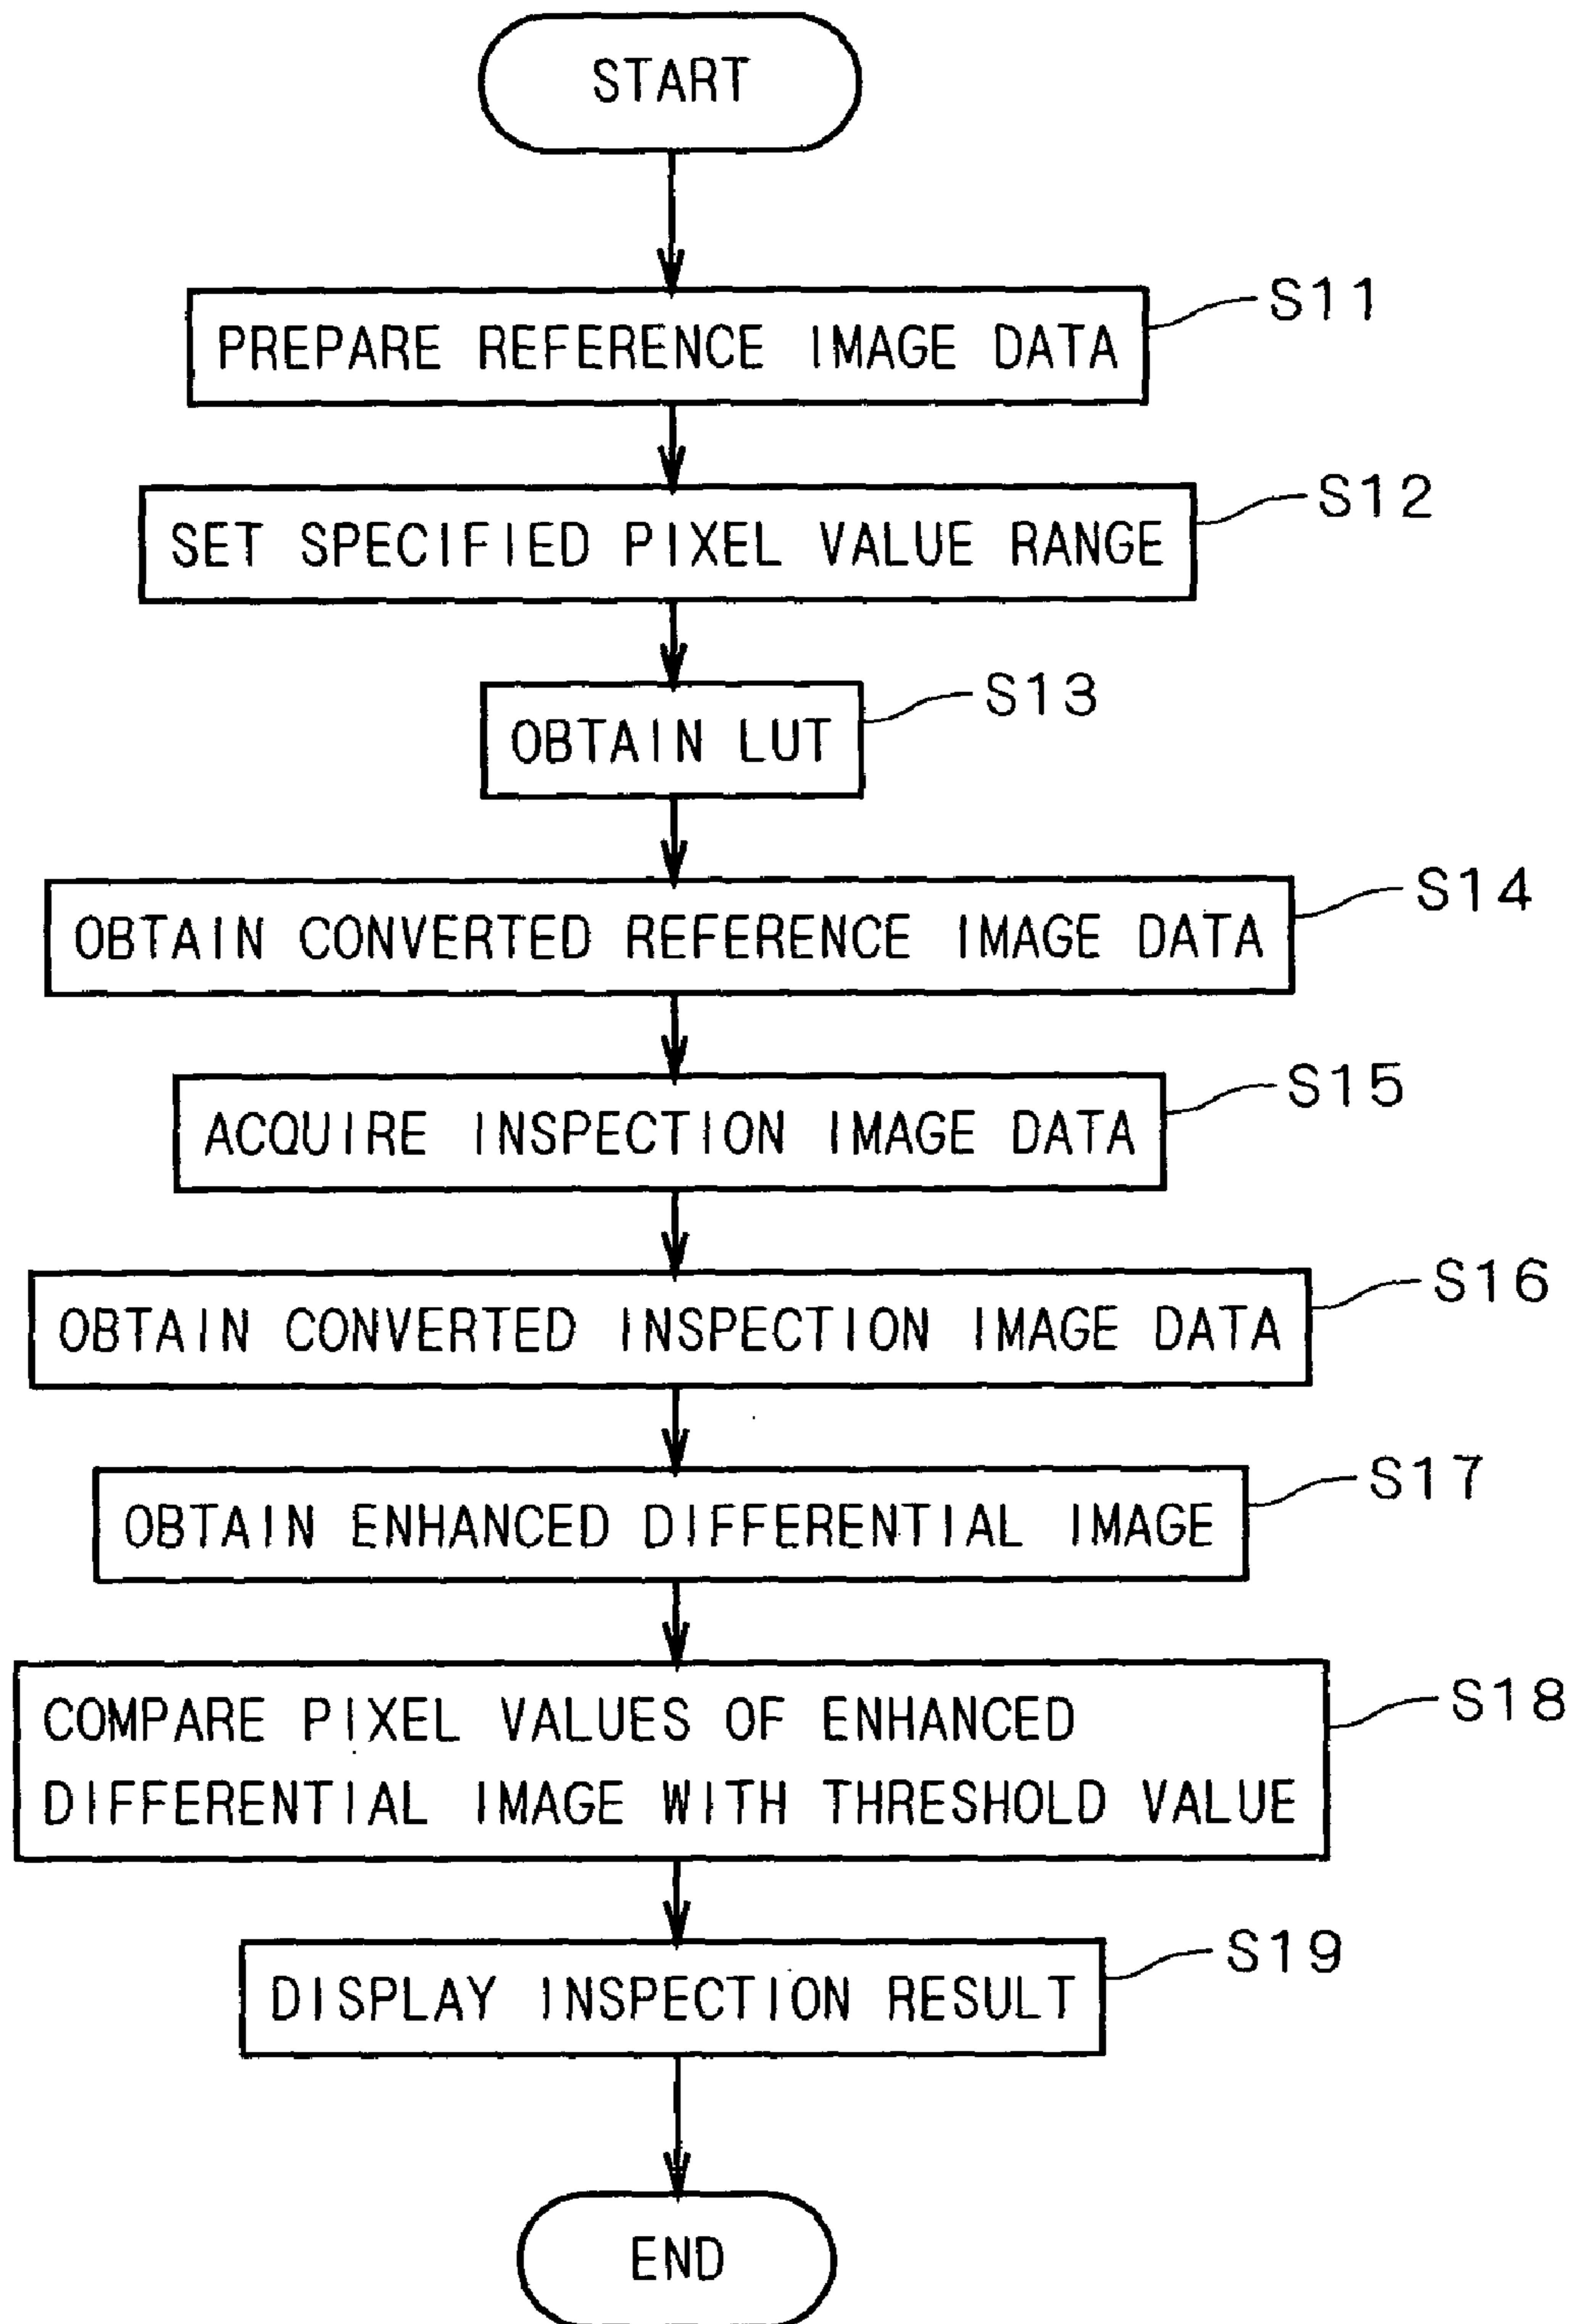 START
PREPARE REFERENCE IMAGE DATA
S11
SET SPECIFIED PIXEL VALUE RANGE
S12
OBTAIN LUT
S13
OBTAIN CONVERTED REFERENCE IMAGE DATA
S14
ACQUIRE INSPECTION IMAGE DATA
S15
OBTAIN CONVERTED INSPECTION IMAGE DATA
S16
OBTAIN ENHANCED DIFFERENTIAL IMAGE
S17
COMPARE PIXEL VALUES OF ENHANCED
DIFFERENTIAL IMAGE WITH THRESHOLD VALUE
S18
DISPLAY INSPECTION RESULT
S19
END